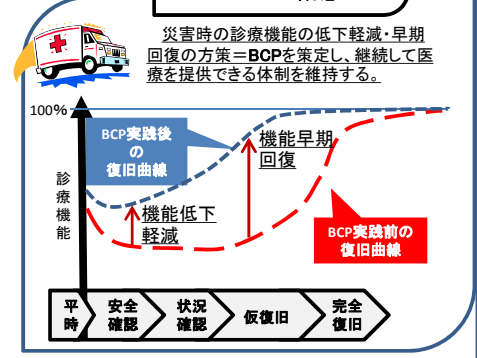 災害時の診療機能の低下軽減・早期
回復の方策＝BCPを策定し、継続して医
療を提供できる体制を維持する。
100%
BCP実践後
の
復旧曲線
機能早期
回復
診療機能
機能低下
軽減
BCP実践前の
復旧曲線
平時
安全
確認
状況
確認
仮復旧
完全
復旧